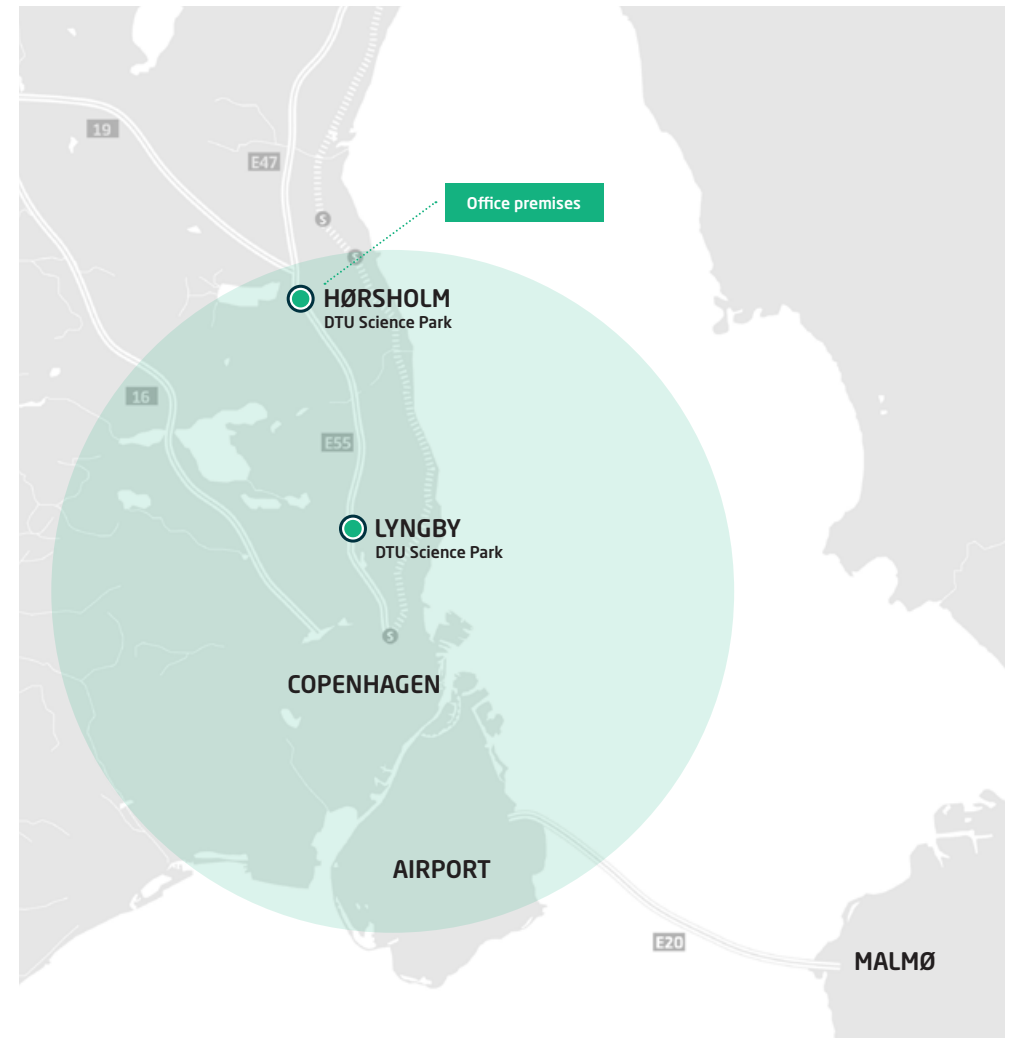 19
E47
S
Office premises
S
HØRSHOLM
DTU Science Park
16
E55
LYNGBY
DTU Science Park
S
COPENHAGEN
AIRPORT
E20
MALMØ